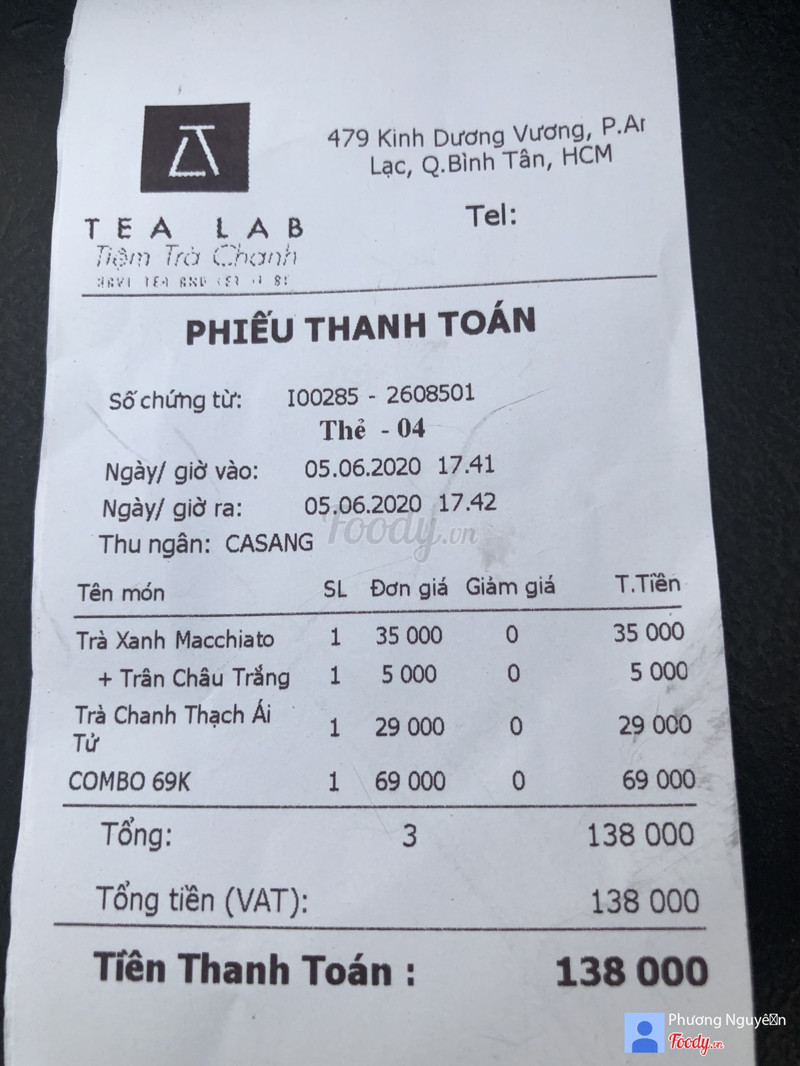 479 Kinh Dương Vương, P.An
Lạc, Q.Bình Tân, HCM
Tel:
TEA LAB
Tiệm Trà Chanh
PHIẾU THANH TOÁN
Số chứng từ: I00285 - 2608501
Thẻ - 04
Ngày/ giờ vào: 05.06.2020 17.41
Ngày/ giờ ra: 05.06.2020 17.42
Foody.vn
Thu ngân: CASANG
Tên món SL Đơn giá Giảm giá T.Tiền
Trà Xanh Macchiato 1 35 000 0 35 000
+ Trân Châu Trắng 1 5 000 0 5 000
Trà Chanh Thạch Ái
Tử 1 29 000 0 29 000
COMBO 69K 1 69 000 0 69 000
Tổng: 3 138 000
Tổng tiền (VAT): 138 000
Tiền Thanh Toán : 138 000
Phương Nguyễn
Foody.vn